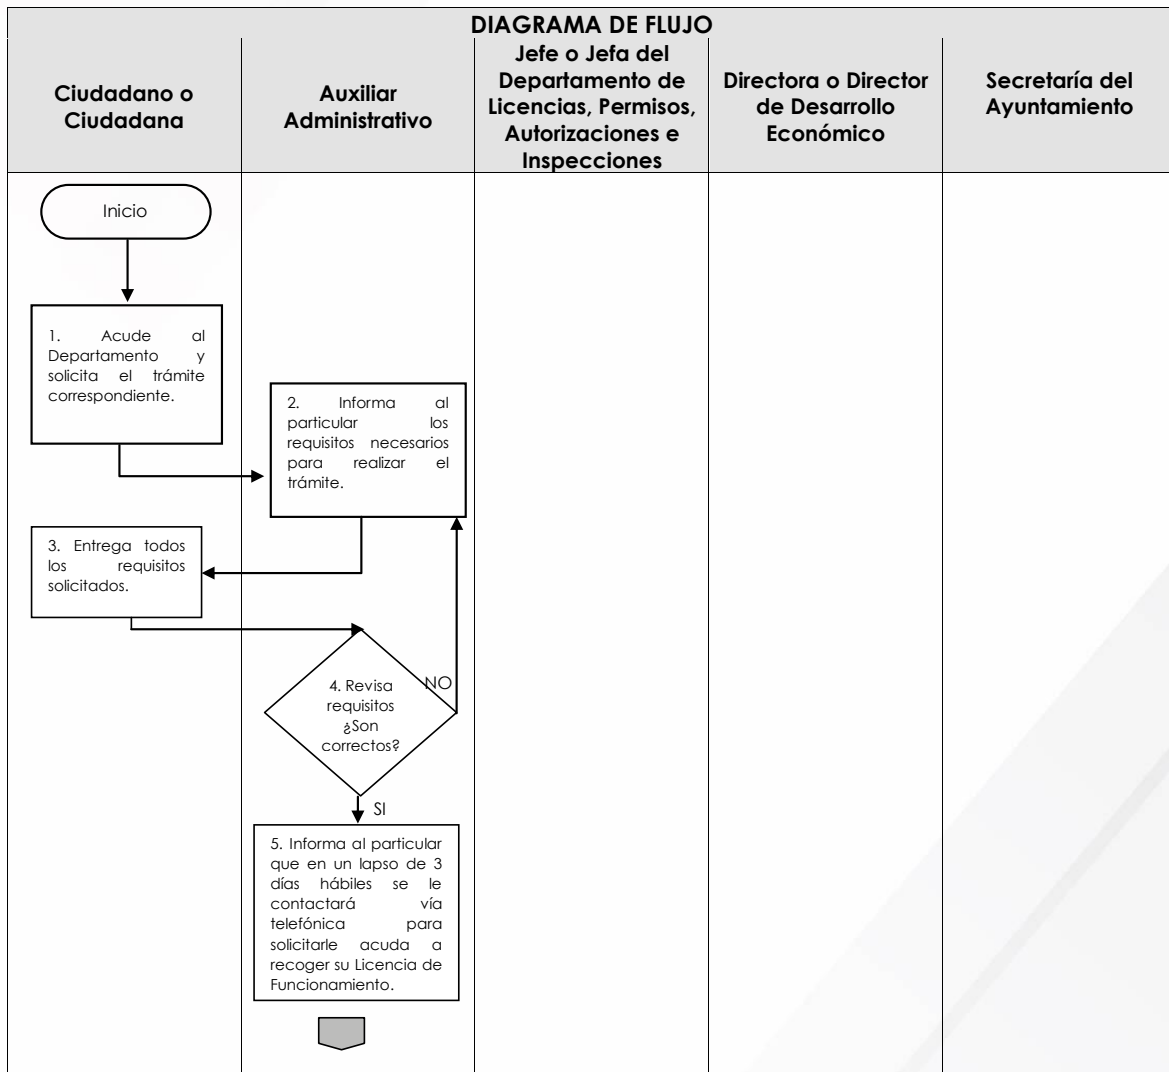 DIAGRAMA DE FLUJO
Ciudadano o
Ciudadana
Auxiliar
Administrativo
Jefe o Jefa del
Departamento de
Licencias, Permisos,
Autorizaciones e
Inspecciones
Directora o Director
de Desarrollo
Económico
Secretaría del
Ayuntamiento
Inicio
1. Acude al
Departamento y
solicita el trámite
correspondiente.
2. Informa al
particular los
requisitos necesarios
para realizar el
trámite.
3. Entrega todos
los requisitos
solicitados.
4. Revisa
requisitos
¿Son
correctos?
NO
SI
5. Informa al particular
que en un lapso de 3
días hábiles se le
contactará vía
telefónica para
solicitarle acuda a
recoger su Licencia de
Funcionamiento.